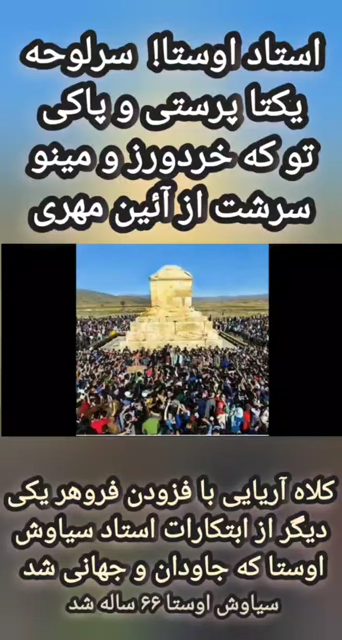 استاد اوستا! سرلوحه
یکتا پرستی و پاکی
تو که خردورز و مینو
سرشت از آئین مهری
کلاه آریایی با فزودن فروهر یکی
دیگر از ابتکارات استاد سیاوش
اوستا که جاودان و جهانی شد
سیاوش اوستا ۶۶ ساله شد